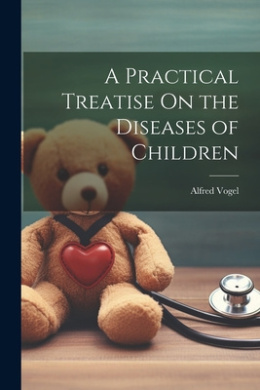 A Practical
Treatise On the
Diseases of
Children
Alfred Vogel